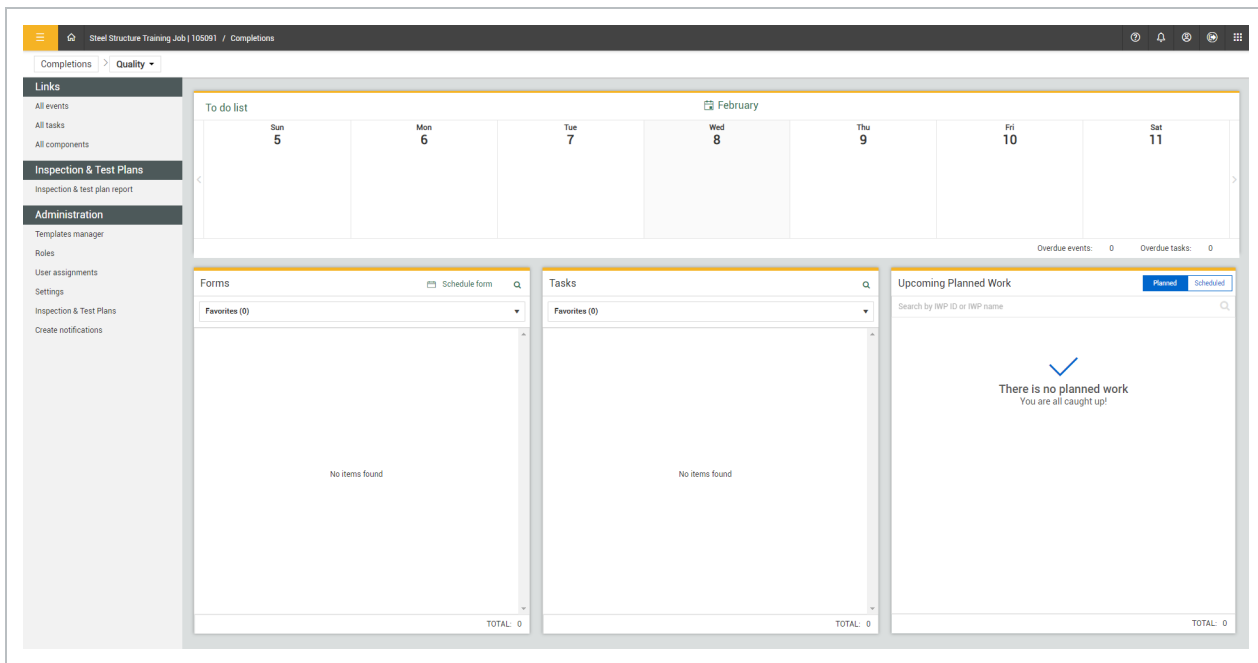 Steel Structure Training Job | 105091 / Completions
Completions > Quality
Links
All events
All tasks
All components
Inspection & Test Plans
Inspection & test plan report
Administration
Templates manager
Roles
User assignments
Settings
Inspection & Test Plans
Create notifications
To do list
February
Sun Mon Tue Wed Thu Fri Sat
5 6 7 8 9 10 11
Overdue events: 0 Overdue tasks: 0
Forms
Schedule form
Favorites (0)
No items found
TOTAL: 0
Tasks
Favorites (0)
No items found
TOTAL: 0
Upcoming Planned Work
Planned Scheduled
Search by IWP ID or IWP name
There is no planned work
You are all caught up!
TOTAL: 0